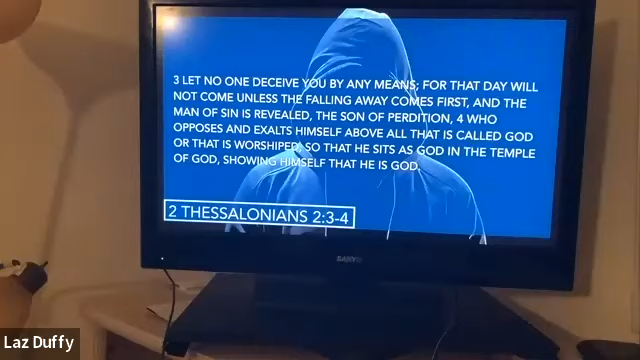 3 LET NO ONE DECEIVE YOU BY ANY MEANS; FOR THAT DAY WILL
NOT COME UNLESS THE FALLING AWAY COMES FIRST, AND THE
MAN OF SIN IS REVEALED, THE SON OF PERDITION, 4 WHO
OPPOSES AND EXALTS HIMSELF ABOVE ALL THAT IS CALLED GOD
OR THAT IS WORSHIPED, SO THAT HE SITS AS GOD IN THE TEMPLE
OF GOD, SHOWING HIMSELF THAT HE IS GOD.
2 THESSALONIANS 2:3-4
SANYO
Laz Duffy